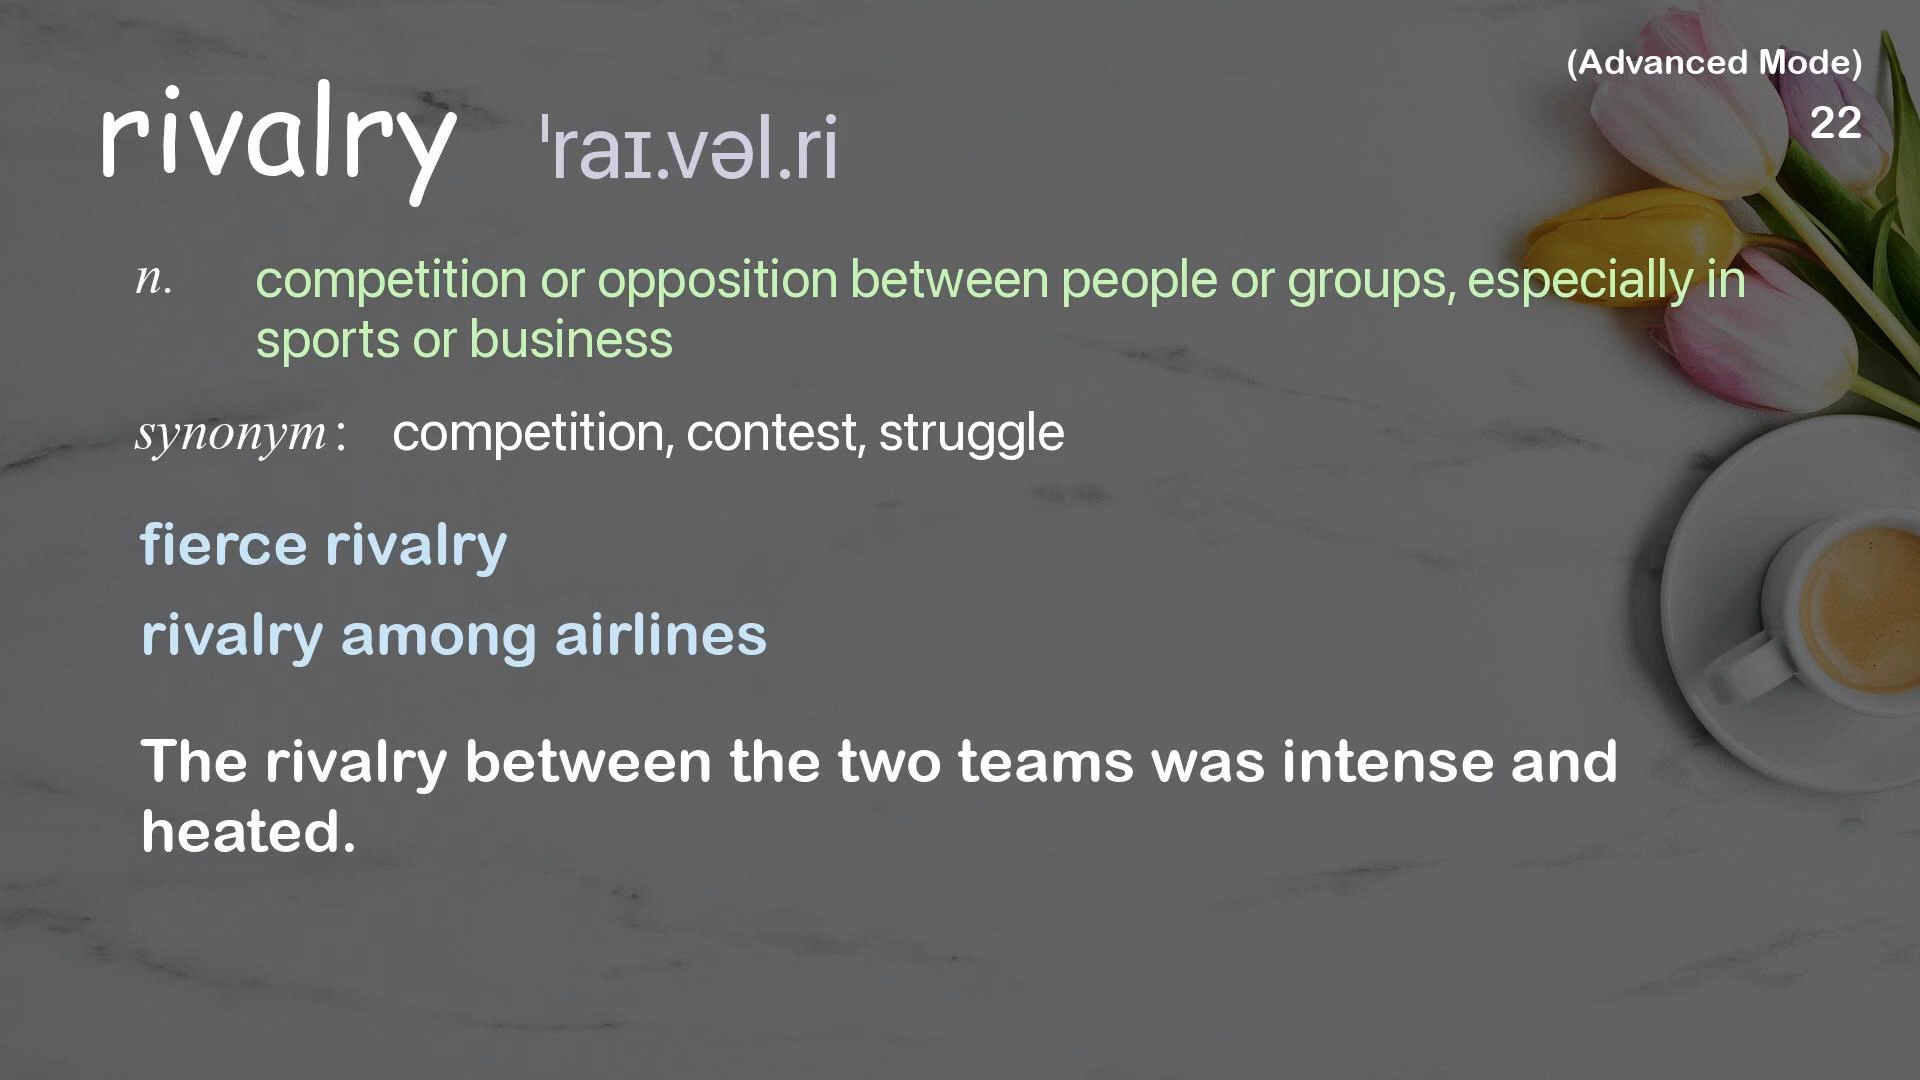 (Advanced Mode)
22
rivalry ˈraɪ.vəl.ri
n. competition or opposition between people or groups, especially in
sports or business
synonym: competition, contest, struggle
fierce rivalry
rivalry among airlines
The rivalry between the two teams was intense and
heated.